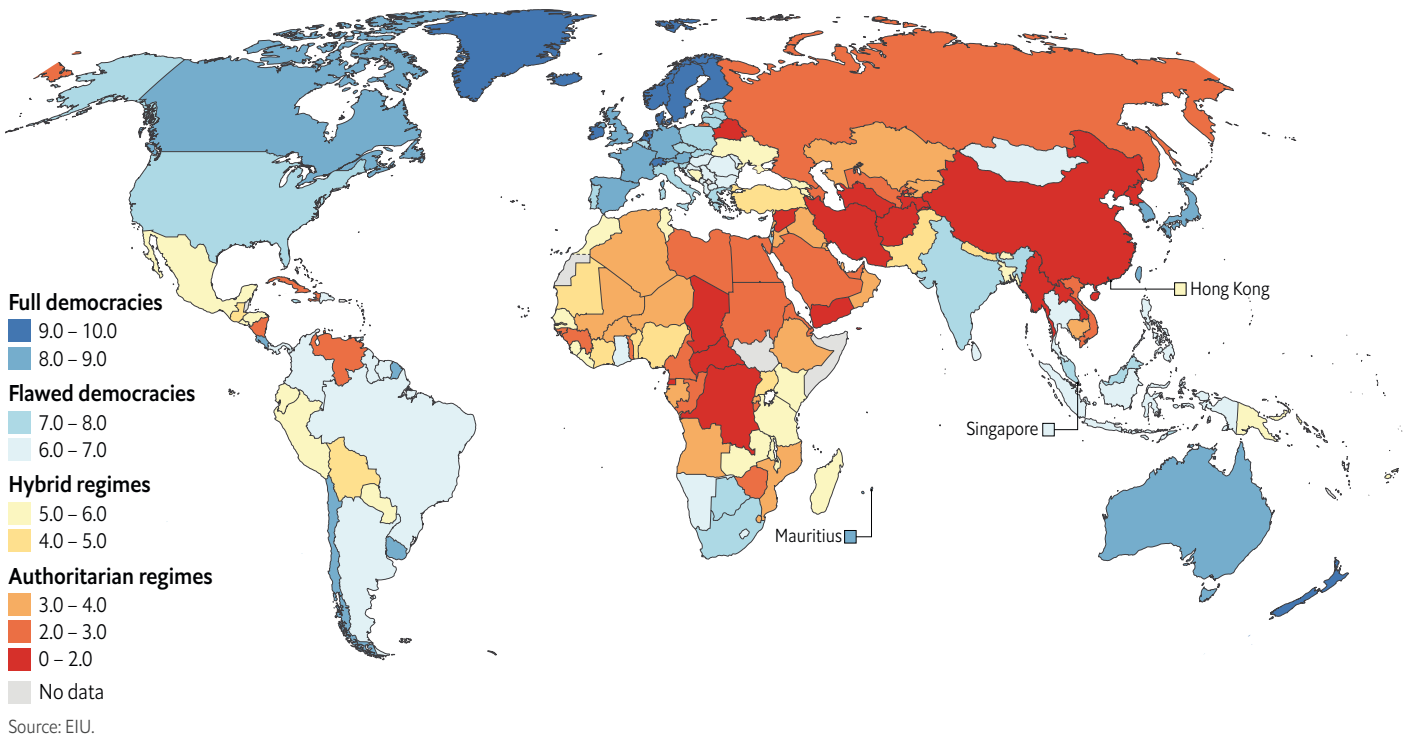 Full democracies
9.0 – 10.0
8.0 – 9.0
Flawed democracies
7.0 – 8.0
6.0 – 7.0
Hybrid regimes
5.0 – 6.0
4.0 – 5.0
Authoritarian regimes
3.0 – 4.0
2.0 – 3.0
0 – 2.0
No data
Source: EIU.
Hong Kong
Singapore
Mauritius